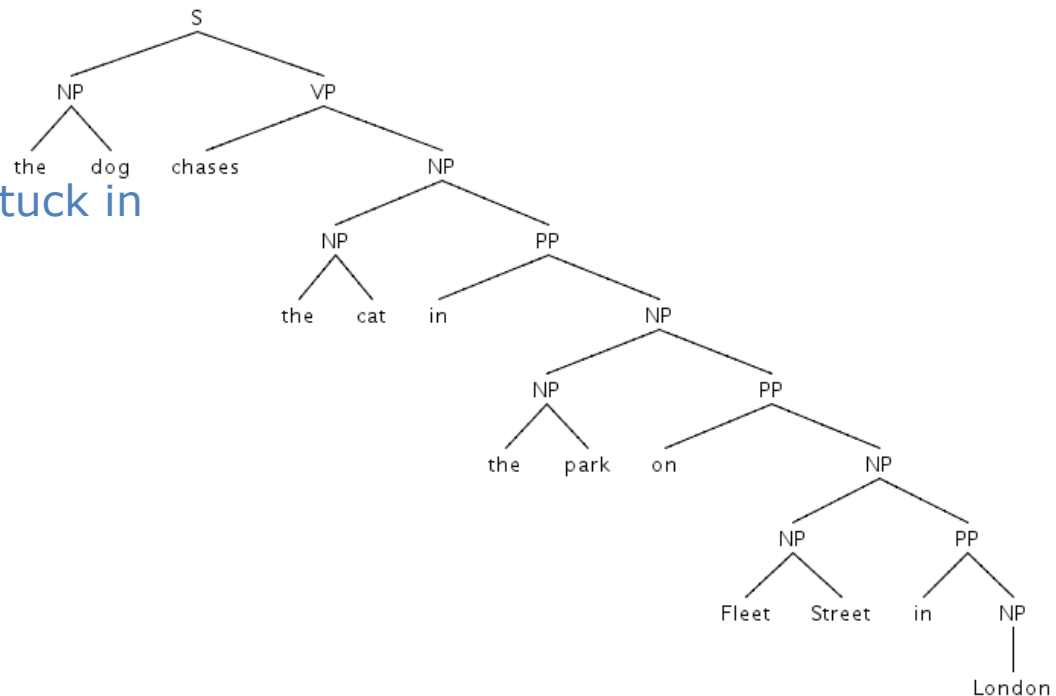 S
NP VP
the dog chases NP
tuck in
NP PP
the cat in NP
NP PP
the park on NP
NP PP
Fleet Street in NP
London